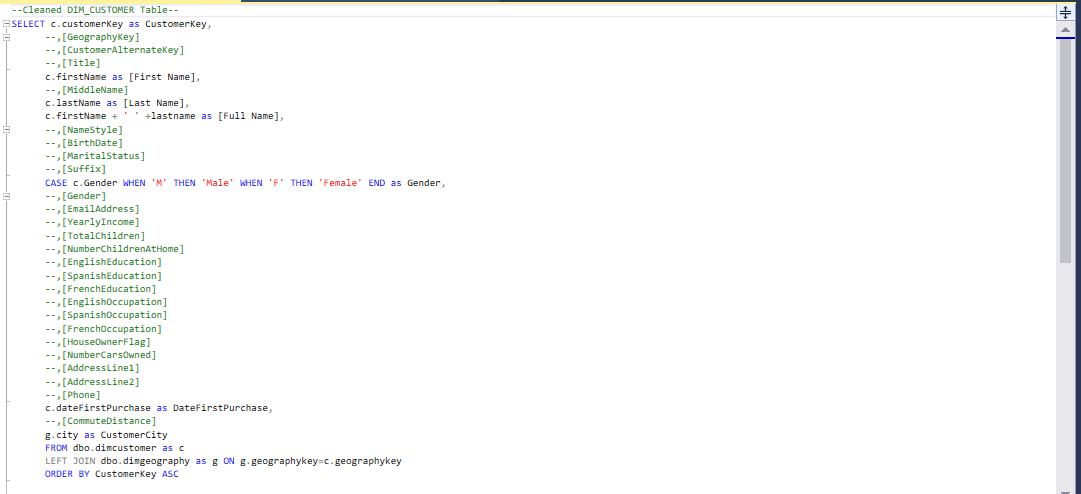 --Cleaned DIM_CUSTOMER Table--
SELECT c.customerKey as CustomerKey,
--,[GeographyKey]
--,[CustomerAlternateKey]
--,[Title]
c.firstName as [First Name],
--,[MiddleName]
c.lastName as [Last Name],
c.firstName + ' ' +lastname as [Full Name],
--,[NameStyle]
--,[BirthDate]
--,[MaritalStatus]
--,[Suffix]
CASE c.Gender WHEN 'M' THEN 'Male' WHEN 'F' THEN 'Female' END as Gender,
--,[Gender]
--,[EmailAddress]
--,[YearlyIncome]
--,[TotalChildren]
--,[NumberChildrenAtHome]
--,[EnglishEducation]
--,[SpanishEducation]
--,[FrenchEducation]
--,[EnglishOccupation]
--,[SpanishOccupation]
--,[FrenchOccupation]
--,[HouseOwnerFlag]
--,[NumberCarsOwned]
--,[AddressLine1]
--,[AddressLine2]
--,[Phone]
c.dateFirstPurchase as DateFirstPurchase,
--,[CommuteDistance]
g.city as CustomerCity
FROM dbo.dimcustomer as c
LEFT JOIN dbo.dimgeography as g ON g.geographykey=c.geographykey
ORDER BY CustomerKey ASC